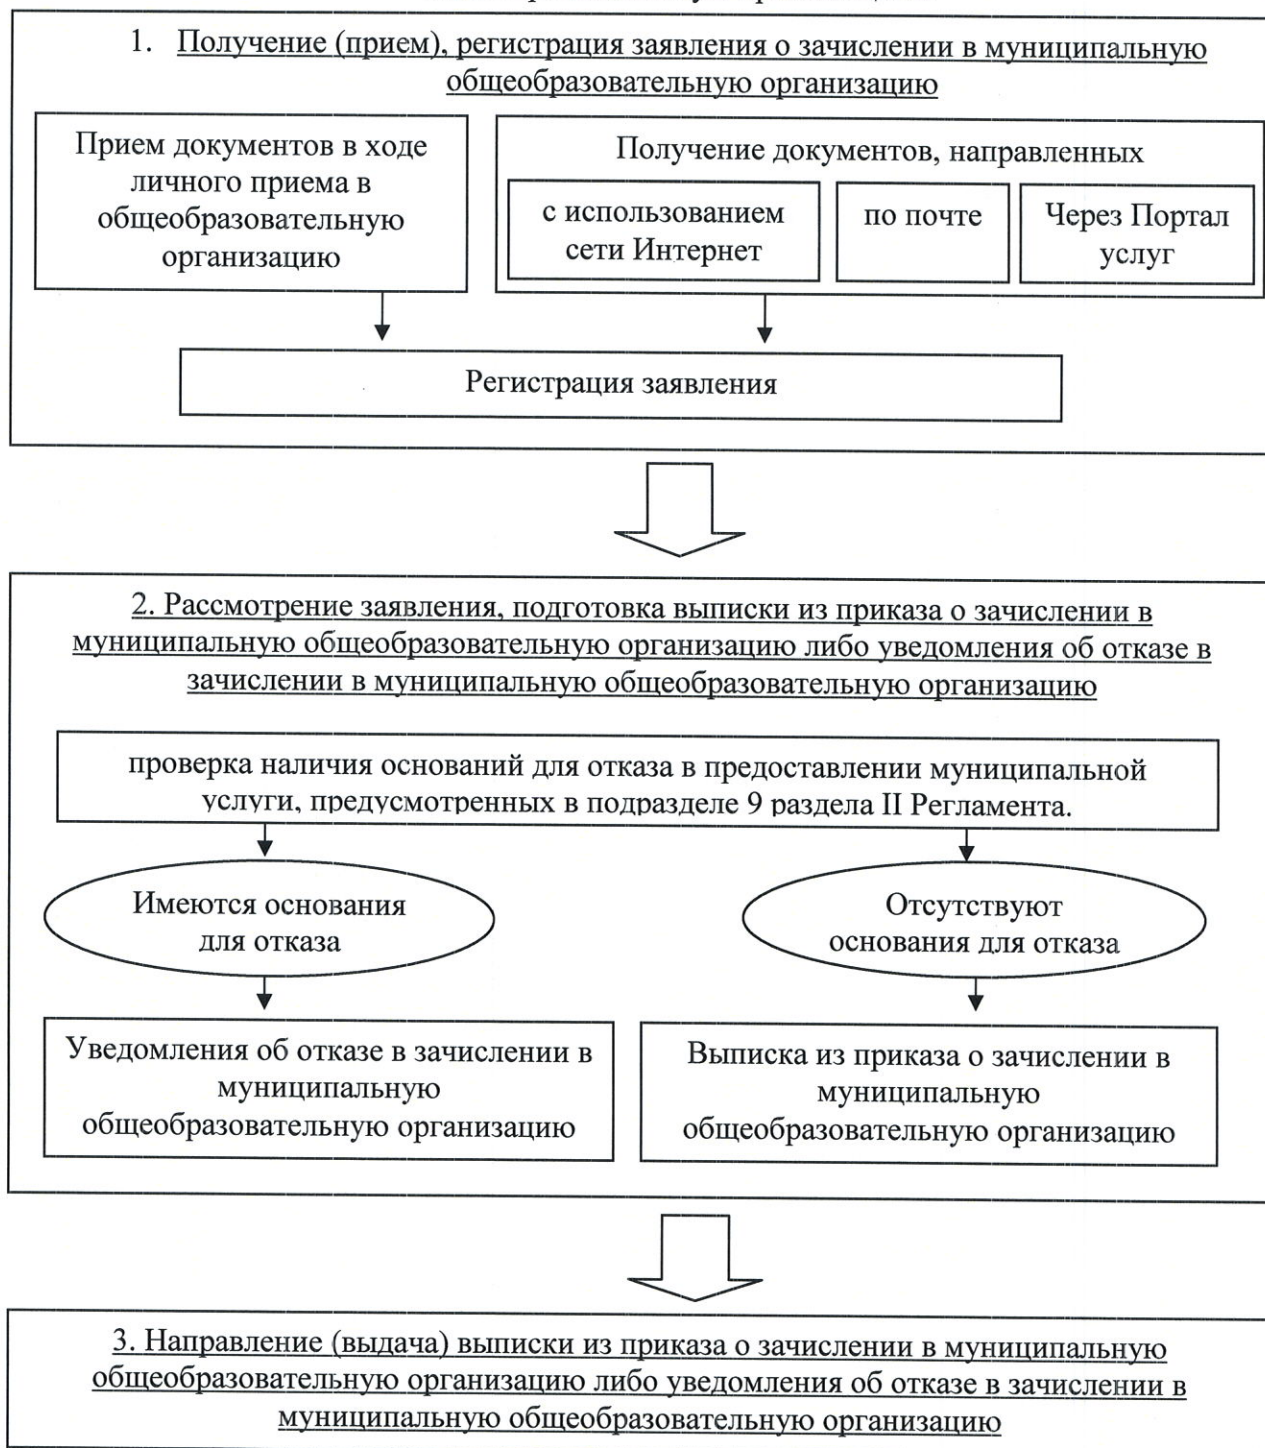 1. Получение (прием), регистрация заявления о зачислении в муниципальную
общеобразовательную организацию
Прием документов в ходе
личного приема в
общеобразовательную
организацию
Получение документов, направленных
с использованием
сети Интернет
по почте
Через Портал
услуг
Регистрация заявления
2. Рассмотрение заявления, подготовка выписки из приказа о зачислении в
муниципальную общеобразовательную организацию либо уведомления об отказе в
зачислении в муниципальную общеобразовательную организацию
проверка наличия оснований для отказа в предоставлении муниципальной
услуги, предусмотренных в подразделе 9 раздела II Регламента.
Имеются основания
для отказа
Отсутствуют
основания для отказа
Уведомления об отказе в зачислении в
муниципальную
общеобразовательную организацию
Выписка из приказа о зачислении в
муниципальную
общеобразовательную организацию
3. Направление (выдача) выписки из приказа о зачислении в муниципальную
общеобразовательную организацию либо уведомления об отказе в зачислении в
муниципальную общеобразовательную организацию